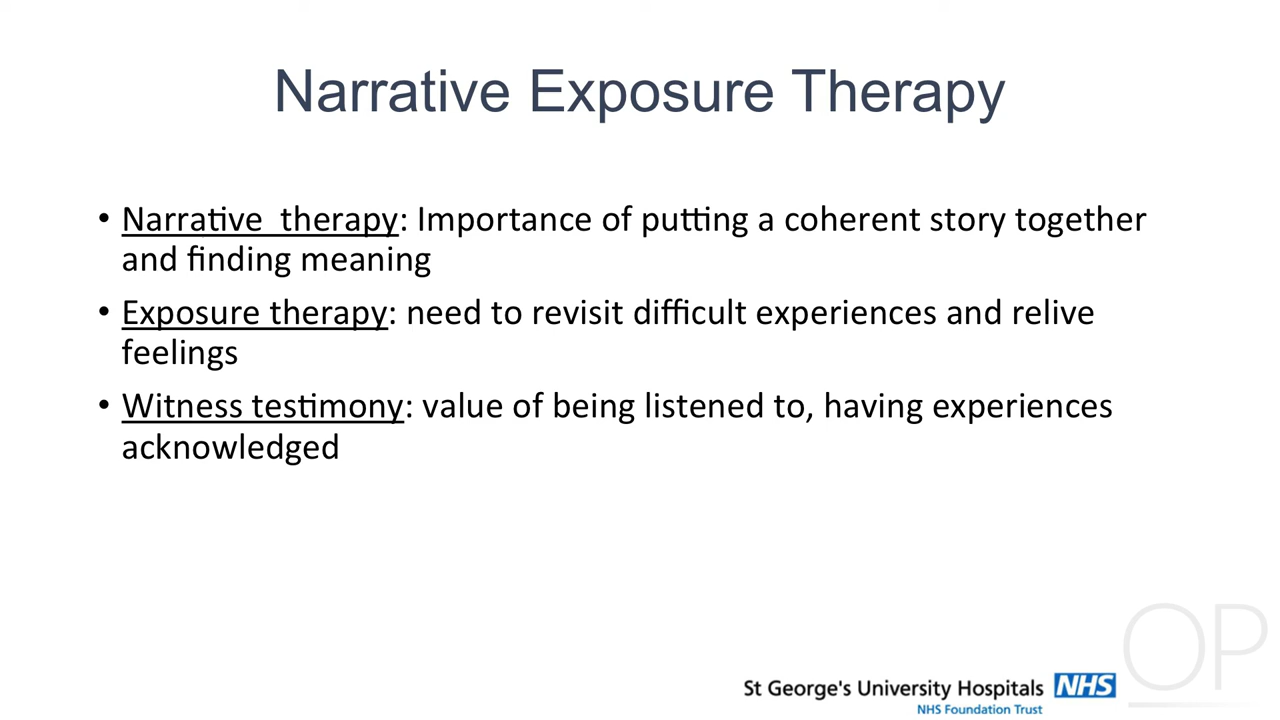 Narrative Exposure Therapy
• Narrative  therapy: Importance of putting a coherent story together
and finding meaning
• Exposure therapy: need to revisit difficult experiences and relive
feelings
• Witness testimony: value of being listened to, having experiences
acknowledged
OP
St George's University Hospitals NHS
NHS Foundation Trust